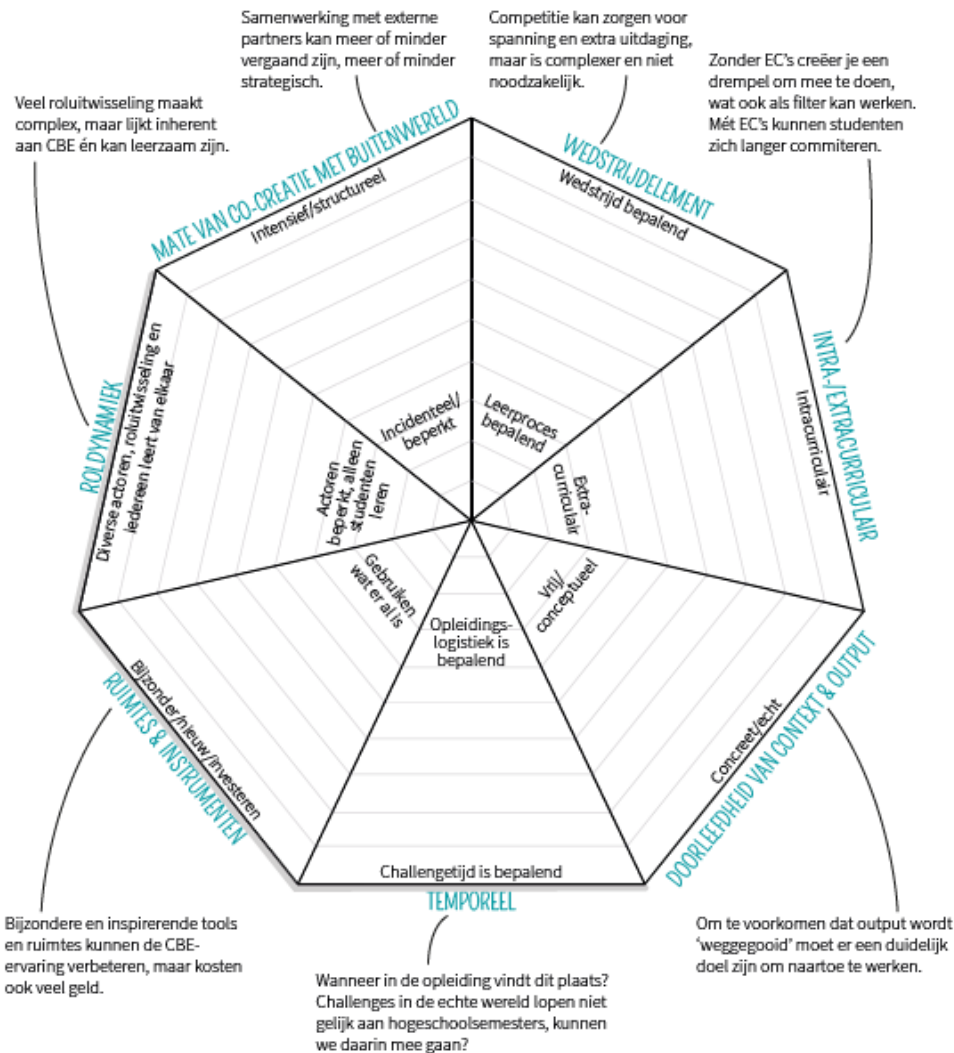 Samenwerking met externe
partners kan meer of minder
vergaand zijn, meer of minder
strategisch.
Competitie kan zorgen voor
spanning en extra uitdaging,
maar is complexer en niet
noodzakelijk.
Zonder EC's creëer je een
drempel om mee te doen,
wat ook als filter kan werken.
Mét EC's kunnen studenten
zich langer commiteren.
Veel roluitwisseling maakt
complex, maar lijkt inherent
aan CBE én kan leerzaam zijn.
MATE VAN CO-CREATIE MET BUITENWERELD
Intensief/structureel
Incidenteel/
beperkt
WEDSTRIJDELEMENT
Wedstrijd bepalend
Leerproces
bepalend
INTRA-/EXTRACURRICULAIR
Intracurriculair
Extra-
curriculair
ROLDYNAMIEK
Diverse actoren, roluitwisseling en
iedereen leert van elkaar
Actoren
beperkt, alleen
studenten
leren
Gebruiken
wat er al is
Bijzonder/nieuw/investeren
RUIMTES & INSTRUMENTEN
Opleidings-
logistiek is
bepalend
Challengetijd is bepalend
TEMPOREEL
Vrij/
conceptueel
Concreet/echt
DOORLEEFDHEID VAN CONTEXT & OUTPUT
Bijzondere en inspirerende tools
en ruimtes kunnen de CBE-
ervaring verbeteren, maar kosten
ook veel geld.
Wanneer in de opleiding vindt dit plaats?
Challenges in de echte wereld lopen niet
gelijk aan hogeschoolsemesters, kunnen
we daarin mee gaan?
Om te voorkomen dat output wordt
'weggegooid' moet er een duidelijk
doel zijn om naartoe te werken.